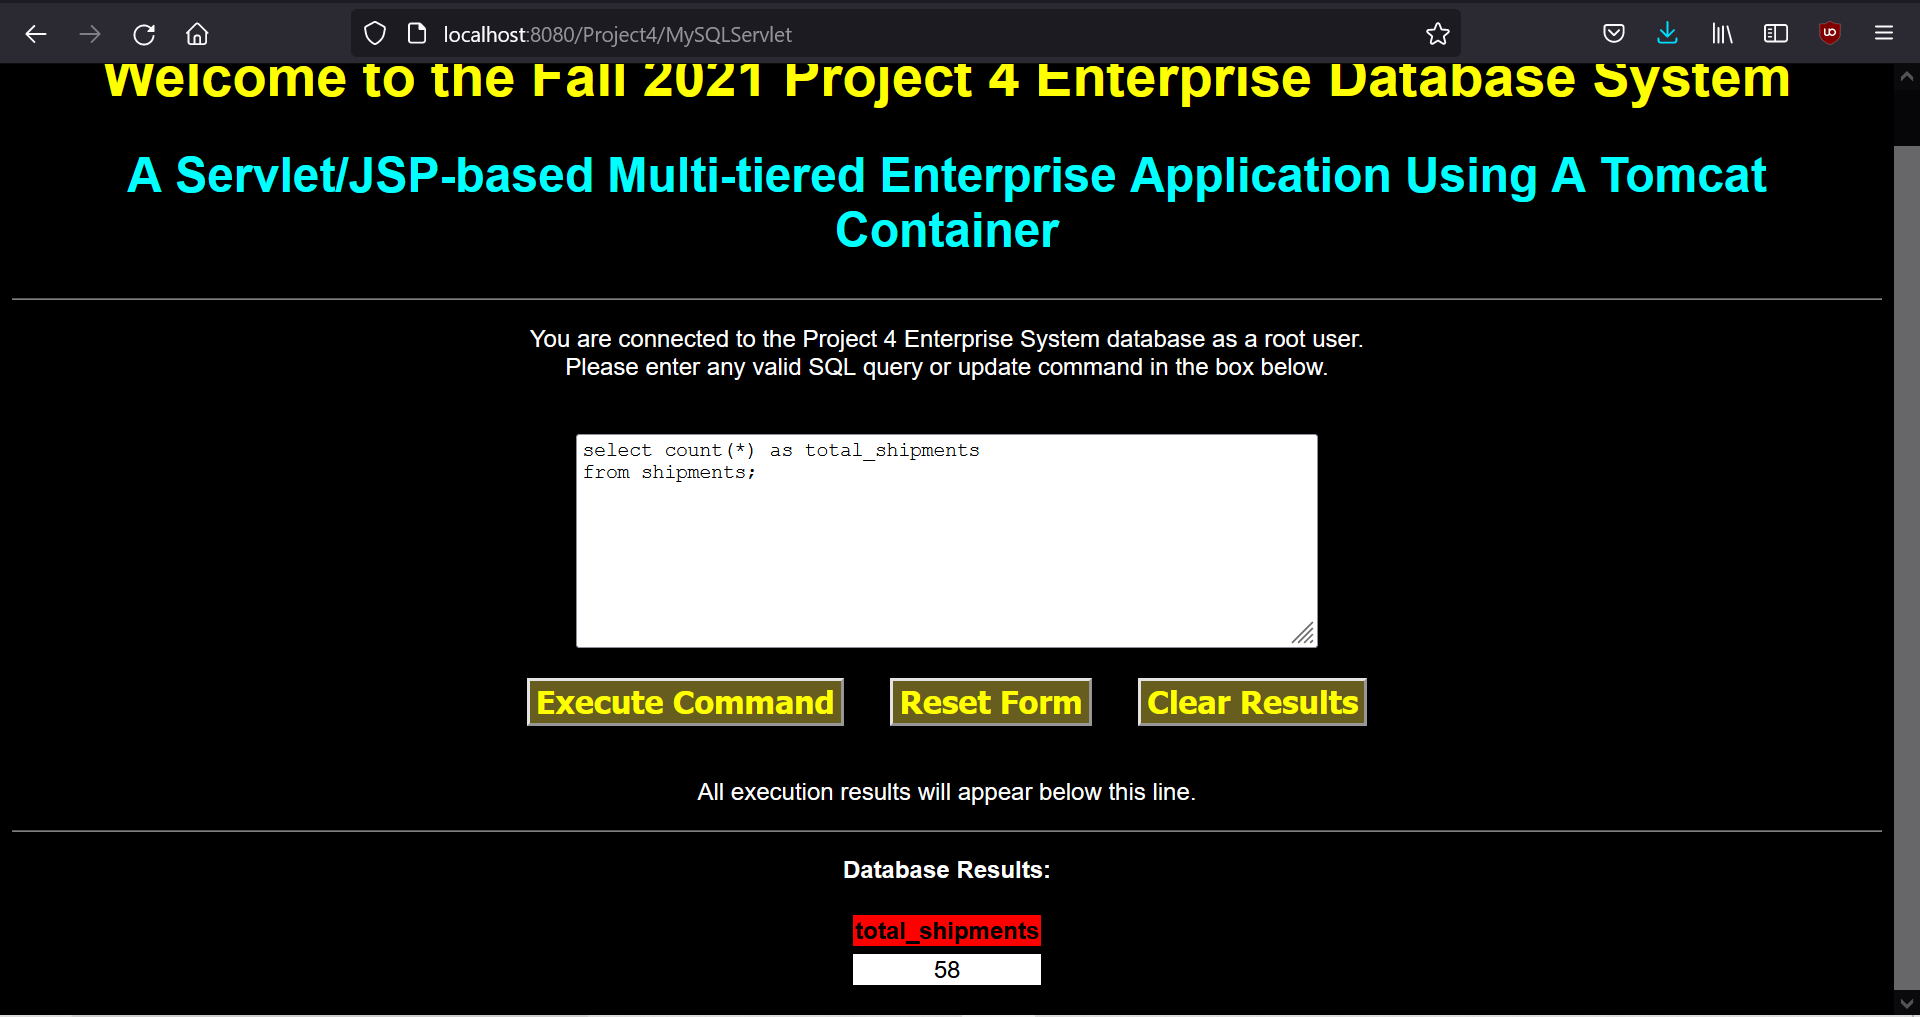 localhost:8080/Project4/MySQLServlet
Welcome to the Fall 2021 Project 4 Enterprise Database System
A Servlet/JSP-based Multi-tiered Enterprise Application Using A Tomcat
Container
You are connected to the Project 4 Enterprise System database as a root user.
Please enter any valid SQL query or update command in the box below.
select count(*) as total_shipments
from shipments;
Execute Command
Reset Form
Clear Results
All execution results will appear below this line.
Database Results:
total_shipments
58